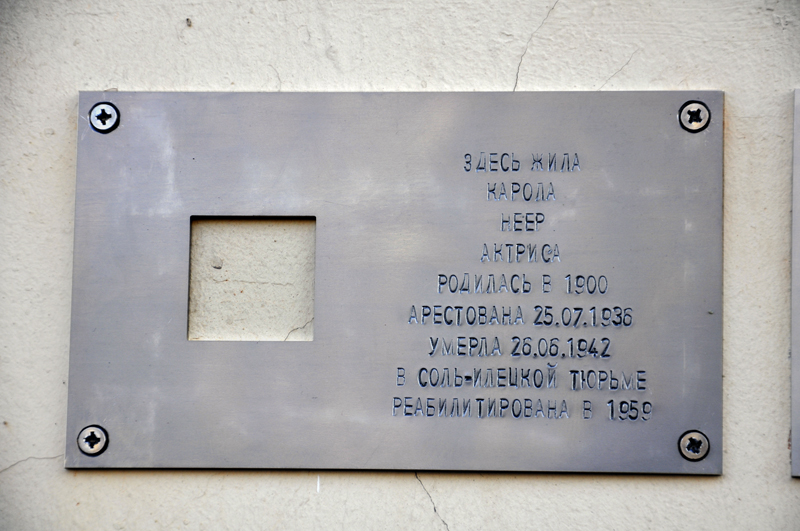 ЗДЕСЬ ЖИЛА
КАРОЛА
НЕЕР
АКТРИСА
РОДИЛАСЬ В 1900
АРЕСТОВАНА 25.07.1936
УМЕРЛА 26.06.1942
В СОЛЬ-ИЛЕЦКОЙ ТЮРЬМЕ
РЕАБИЛИТИРОВАНА В 1959